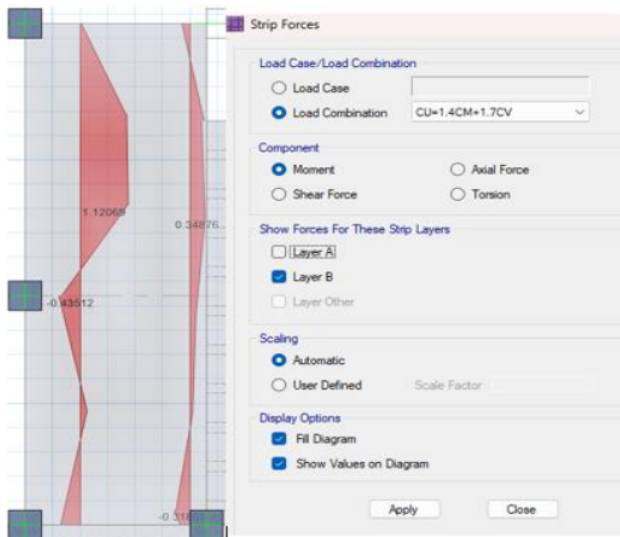 Strip Forces
Load Case/Load Combination
Load Case
Load Combination
CU=1.4CM+1.7CV
Component
Moment
Axial Force
Shear Force
Torsion
Show Forces For These Strip Layers
Layer A
Layer B
Layer Other
Scaling
Automatic
User Defined
Scale Factor
Display Options
Fill Diagram
Show Values on Diagram
Apply
Close
1.12069
0.34876
-0.43512